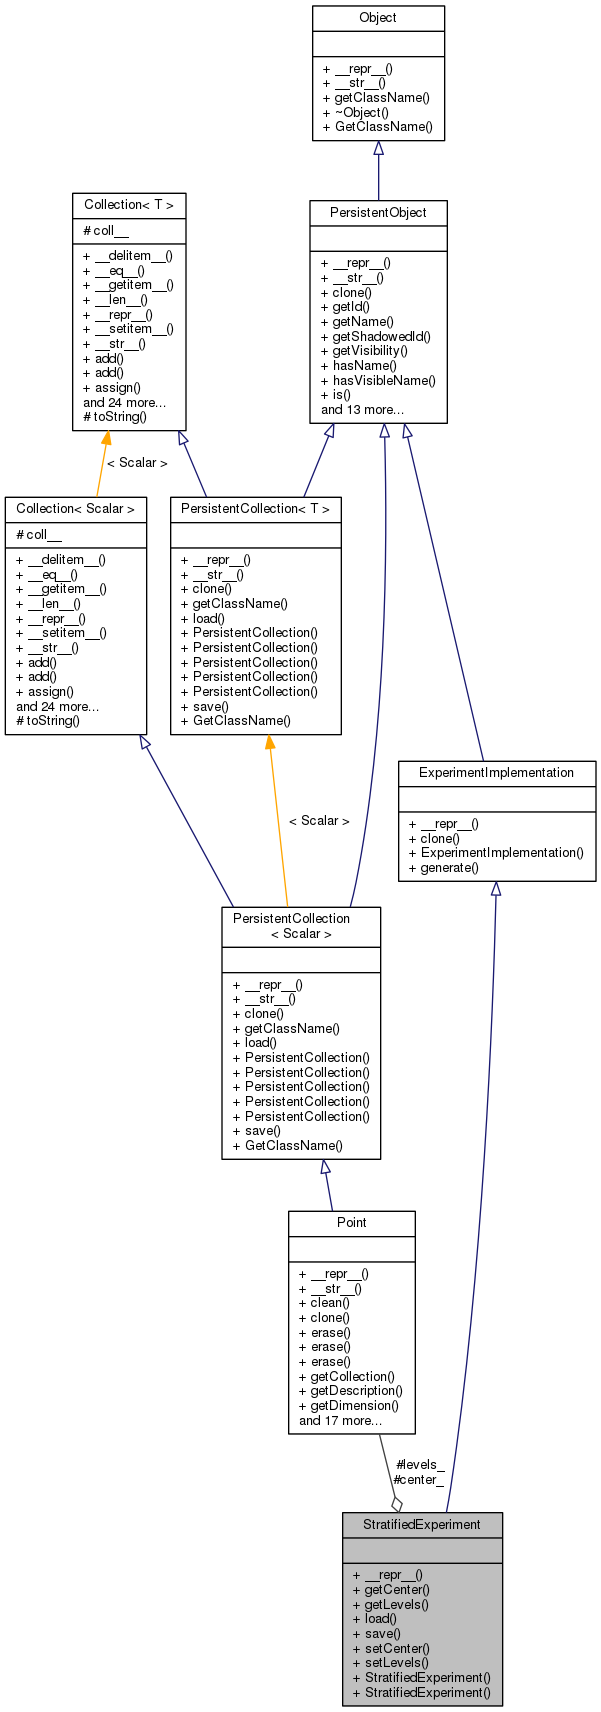 Object
+ __repr__()
+ __str__()
+ getClassName()
+ ~Object()
+ GetClassName()
Collection< T >
# coll__
+ __delitem__()
+ __eq__()
+ __getitem__()
+ __len__()
+ __repr__()
+ __setitem__()
+ __str__()
+ add()
+ add()
+ assign()
and 24 more...
# toString()
PersistentObject
+ __repr__()
+ __str__()
+ clone()
+ getId()
+ getName()
+ getShadowedId()
+ getVisibility()
+ hasName()
+ hasVisibleName()
+ is()
and 13 more...
< Scalar >
Collection< Scalar >
# coll__
+ __delitem__()
+ __eq__()
+ __getitem__()
+ __len__()
+ __repr__()
+ __setitem__()
+ __str__()
+ add()
+ add()
+ assign()
and 24 more...
# toString()
PersistentCollection< T >
+ __repr__()
+ __str__()
+ clone()
+ getClassName()
+ load()
+ PersistentCollection()
+ PersistentCollection()
+ PersistentCollection()
+ PersistentCollection()
+ PersistentCollection()
+ save()
+ GetClassName()
ExperimentImplementation
+ __repr__()
+ clone()
+ ExperimentImplementation()
+ generate()
< Scalar >
PersistentCollection
< Scalar >
+ __repr__()
+ __str__()
+ clone()
+ getClassName()
+ load()
+ PersistentCollection()
+ PersistentCollection()
+ PersistentCollection()
+ PersistentCollection()
+ PersistentCollection()
+ save()
+ GetClassName()
Point
+ __repr__()
+ __str__()
+ clean()
+ clone()
+ erase()
+ erase()
+ erase()
+ getCollection()
+ getDescription()
+ getDimension()
and 17 more...
#levels_
#center_
StratifiedExperiment
+ __repr__()
+ getCenter()
+ getLevels()
+ load()
+ save()
+ setCenter()
+ setLevels()
+ StratifiedExperiment()
+ StratifiedExperiment()